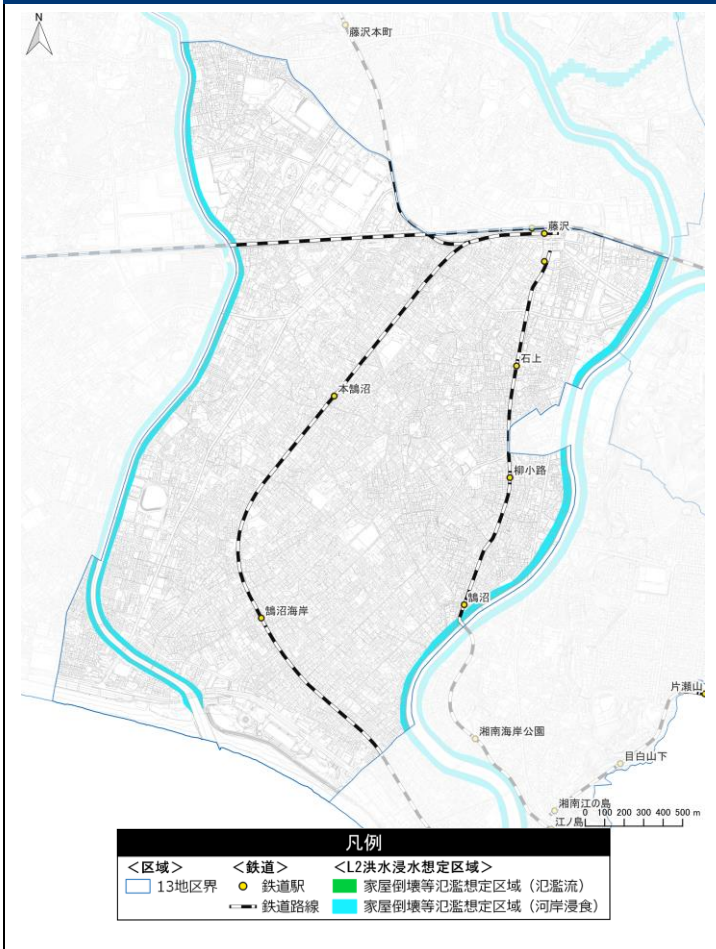 N
藤沢本町
藤沢
石上
本鵠沼
柳小路
鵠沼
鵠沼海岸
片瀬山
湘南海岸公園
目白山下
湘南江の島
江ノ島
0 100 200 300 400 500 m
凡例
＜区域＞ ＜鉄道＞ ＜L2洪水浸水想定区域＞
13地区界 鉄道駅 家屋倒壊等氾濫想定区域（氾濫流）
鉄道路線 家屋倒壊等氾濫想定区域（河岸浸食）